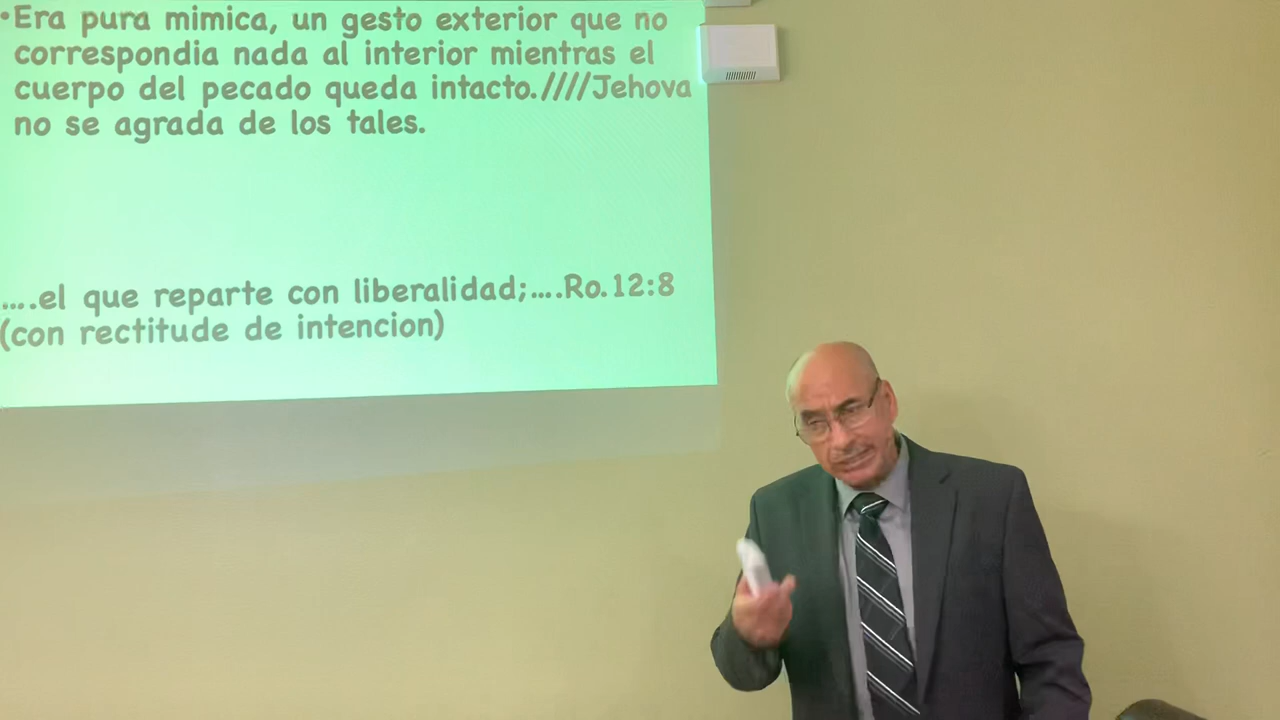 •Era pura mimica, un gesto exterior que no
correspondia nada al interior mientras el
cuerpo del pecado queda intacto.////Jehova
no se agrada de los tales.
....el que reparte con liberalidad;....Ro.12:8
(con rectitude de intencion)